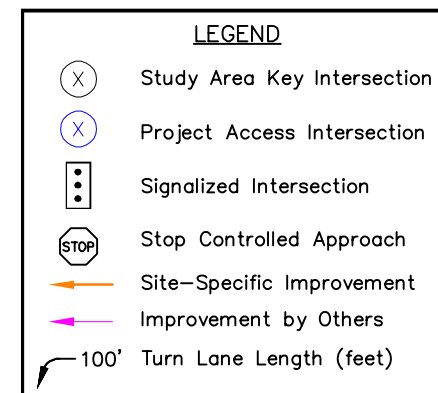 LEGEND
X Study Area Key Intersection
X Project Access Intersection
Signalized Intersection
STOP Stop Controlled Approach
Site-Specific Improvement
Improvement by Others
100' Turn Lane Length (feet)